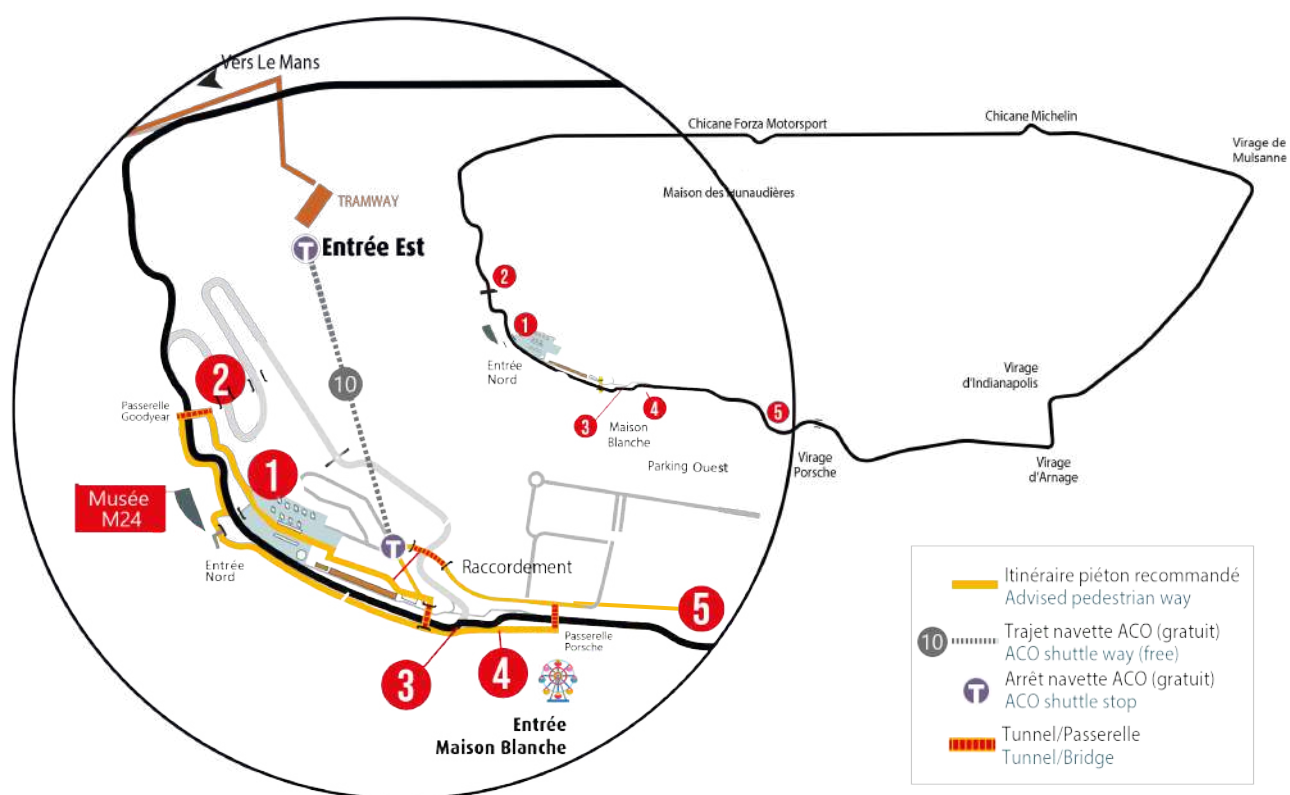 Vers Le Mans
TRAMWAY
Entrée Est
10
2
Passerelle
Goodyear
1
Musée
M24
Entrée
Nord
Raccordement
5
Passerelle
Porsche
3
4
Entrée
Maison Blanche
Chicane Forza Motorsport
Chicane Michelin
Virage de
Mulsanne
Maison des Hunaudières
2
1
Entrée
Nord
3
4
Maison
Blanche
5
Parking Ouest
Virage
Porsche
Virage
d'Indianapolis
Virage
d'Arnage
Itinéraire piéton recommandé
Advised pedestrian way
10
Trajet navette ACO (gratuit)
ACO shuttle way (free)
Arrêt navette ACO (gratuit)
ACO shuttle stop
Tunnel/Passerelle
Tunnel/Bridge